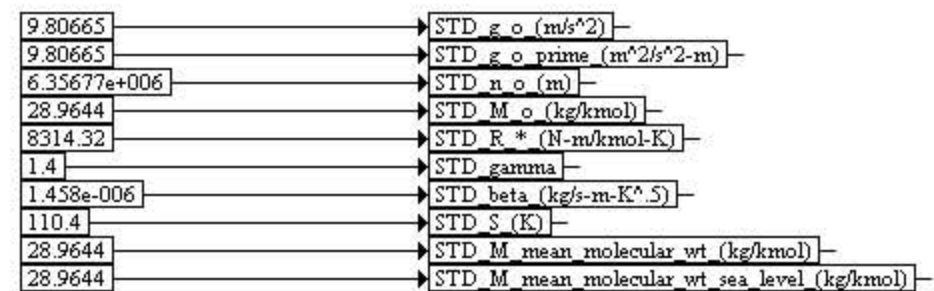 9.80665 STD_g_o_(m/s^2)
9.80665 STD_g_o_prime_(m^2/s^2-m)
6.35677e+006 STD_n_o_(m)
28.9644 STD_M_o_(kg/kmol)
8314.32 STD_R_*_(N-m/kmol-K)
1.4 STD_gamma
1.458e-006 STD_beta_(kg/s-m-K^.5)
110.4 STD_S_(K)
28.9644 STD_M_mean_molecular_wt_(kg/kmol)
28.9644 STD_M_mean_molecular_wt_sea_level_(kg/kmol)